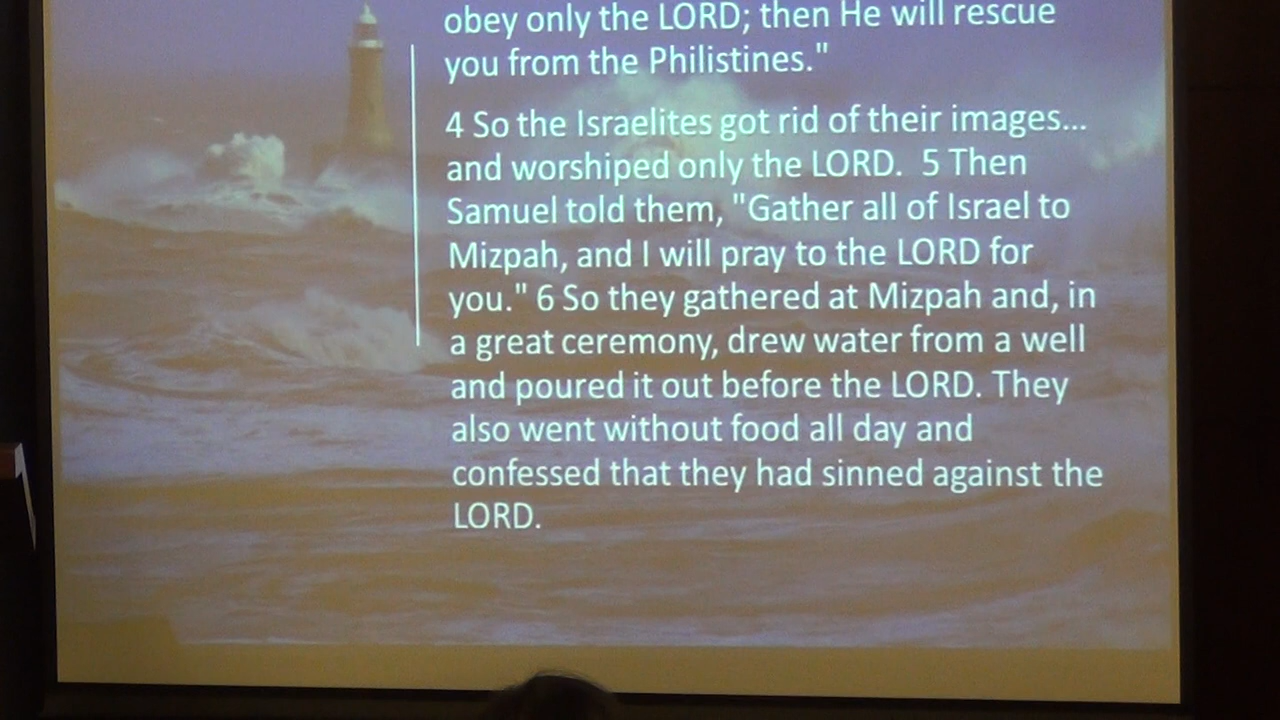 obey only the LORD; then He will rescue
you from the Philistines."
4 So the Israelites got rid of their images...
and worshiped only the LORD.  5 Then
Samuel told them, "Gather all of Israel to
Mizpah, and I will pray to the LORD for
you." 6 So they gathered at Mizpah and, in
a great ceremony, drew water from a well
and poured it out before the LORD. They
also went without food all day and
confessed that they had sinned against the
LORD.